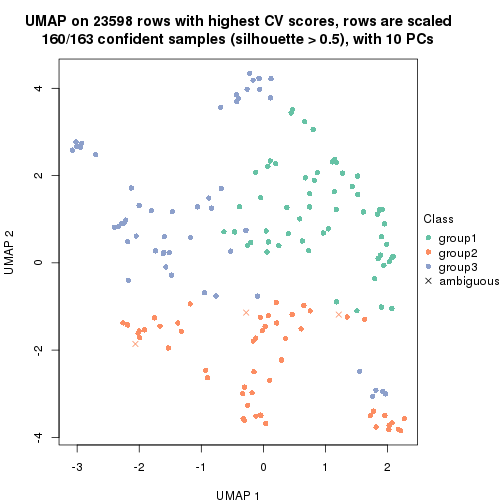 UMAP on 23598 rows with highest CV scores, rows are scaled
160/163 confident samples (silhouette > 0.5), with 10 PCs
4
2
0
-2
-4
UMAP 2
-3
-2
-1
0
1
2
UMAP 1
Class
group1
group2
group3
ambiguous